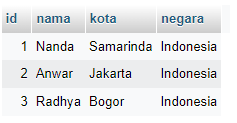 id nama kota negara
1 Nanda Samarinda Indonesia
2 Anwar Jakarta Indonesia
3 Radhya Bogor Indonesia